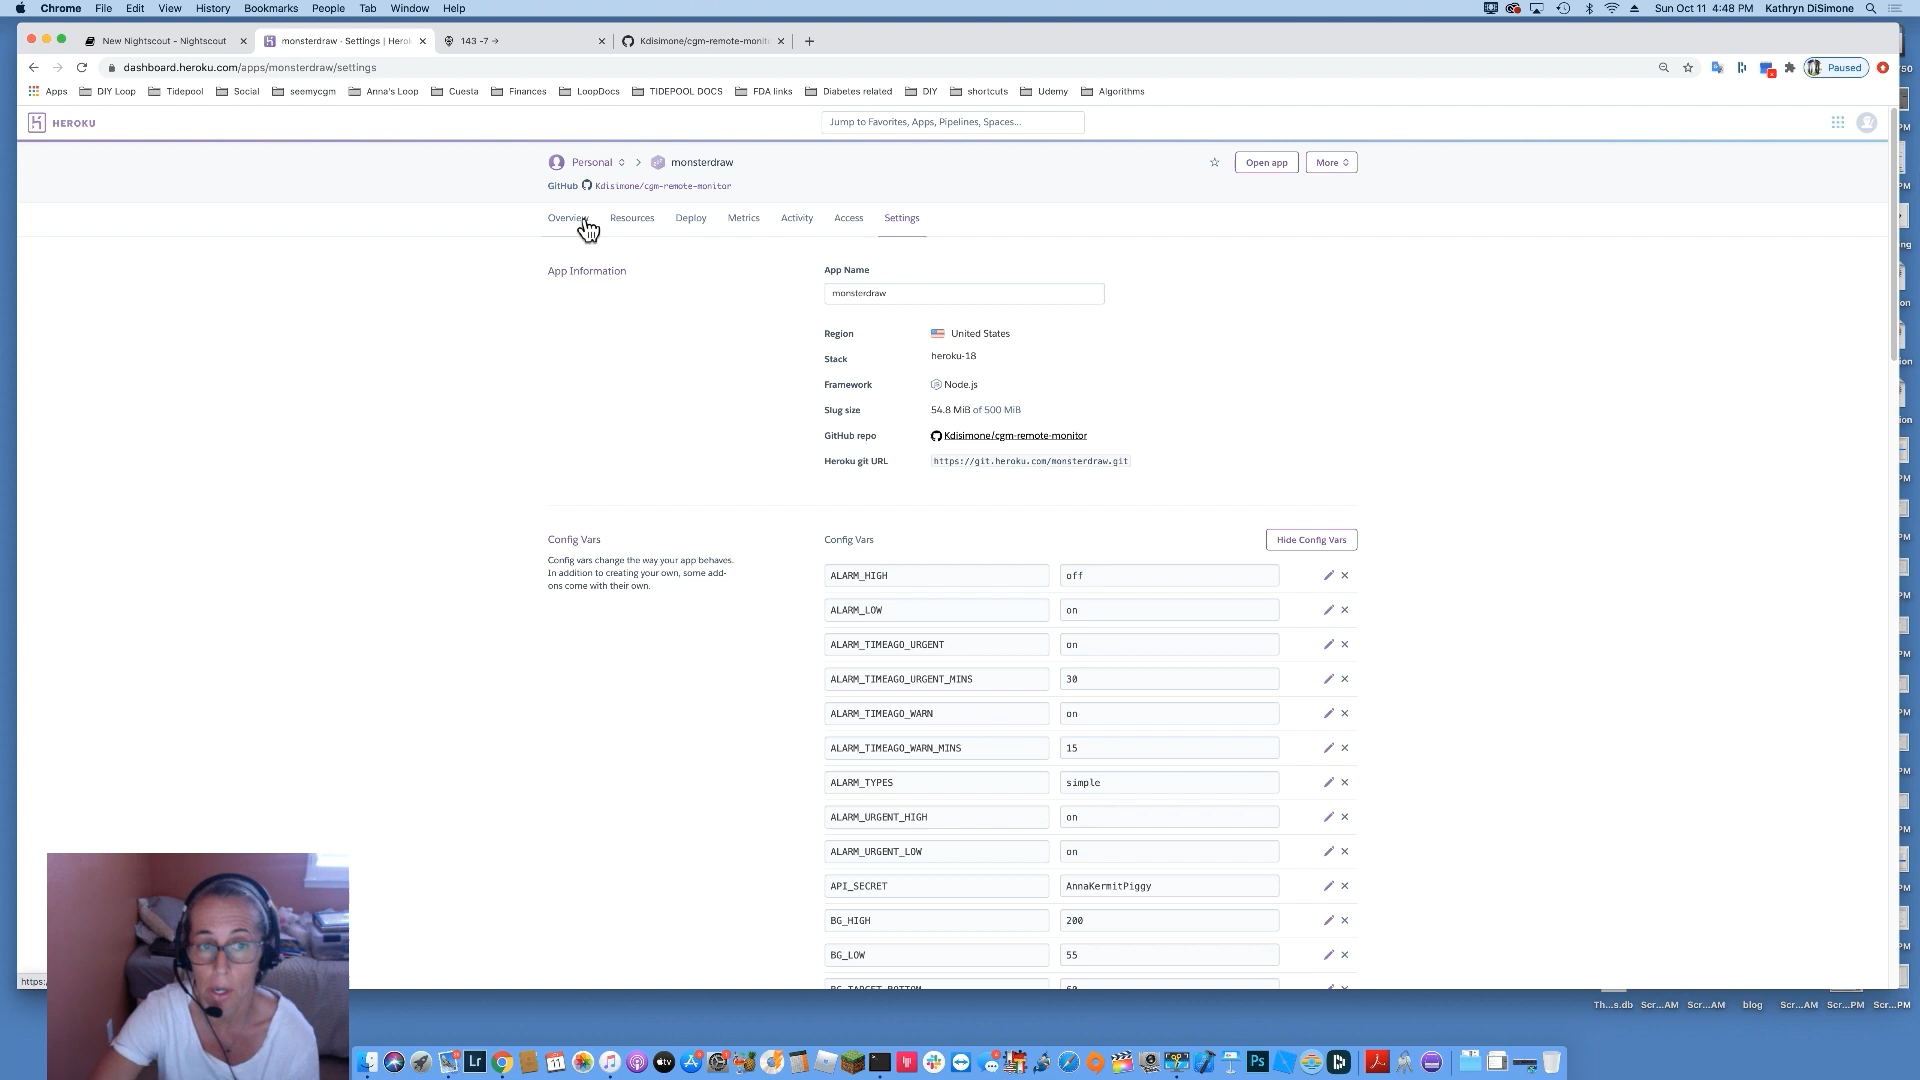 Chrome File Edit View History Bookmarks People Tab Window Help
Sun Oct 11 4:48 PM Kathryn DiSimone
New Nightscout - Nightscout
monsterdraw - Settings | Hero
143 -7 →
Kdisimone/cgm-remote-monit
dashboard.heroku.com/apps/monsterdraw/settings
Paused
Apps DIY Loop Tidepool Social seemycgm Anna's Loop Cuesta Finances LoopDocs TIDEPOOL DOCS FDA links Diabetes related DIY shortcuts Udemy Algorithms
HEROKU
Jump to Favorites, Apps, Pipelines, Spaces...
Personal > monsterdraw
Open app
More
GitHub Kdisimone/cgm-remote-monitor
Overview Resources Deploy Metrics Activity Access Settings
App Information
App Name
monsterdraw
Region United States
Stack heroku-18
Framework Node.js
Slug size 54.8 MiB of 500 MiB
GitHub repo Kdisimone/cgm-remote-monitor
Heroku git URL https://git.heroku.com/monsterdraw.git
Config Vars
Config vars change the way your app behaves.
In addition to creating your own, some add-
ons come with their own.
Config Vars
Hide Config Vars
ALARM_HIGH off
ALARM_LOW on
ALARM_TIMEAGO_URGENT on
ALARM_TIMEAGO_URGENT_MINS 30
ALARM_TIMEAGO_WARN on
ALARM_TIMEAGO_WARN_MINS 15
ALARM_TYPES simple
ALARM_URGENT_HIGH on
ALARM_URGENT_LOW on
API_SECRET AnnaKermitPiggy
BG_HIGH 200
BG_LOW 55
BG_TARGET_BOTTOM 60
https:
Th...s.db Scr...AM Scr...AM blog Scr...AM Scr...PM Scr...PM